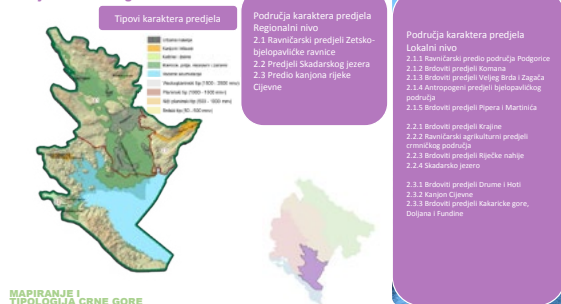 Tipovi karaktera predjela
Područja karaktera predjela
Regionalni nivo
2.1 Ravničarski predjeli Zetsko-
bjelopavličke ravnice
2.2 Predjeli Skadarskog jezera
2.3 Predio kanjona rijeke
Cijevne
Područja karaktera predjela
Lokalni nivo
2.1.1 Ravničarski predio područja Podgorice
2.1.2 Brdoviti predjeli Komana
2.1.3 Brdoviti predjeli Veljeg Brda i Zagača
2.1.4 Antropogeni predjeli bjelopavličkog
područja
2.1.5 Brdoviti predjeli Pipera i Martinića
2.2.1 Brdoviti predjeli Krajine
2.2.2 Ravničarski agrikulturni predjeli
crmničkog područja
2.2.3 Brdoviti predjeli Riječke nahije
2.2.4 Skadarsko jezero
2.3.1 Brdoviti predjeli Drume i Hoti
2.3.2 Kanjon Cijevne
2.3.3 Brdoviti predjeli Kakaricke gore,
Doljana i Fundine
MAPIRANJE I
TIPOLOGIJA CRNE GORE